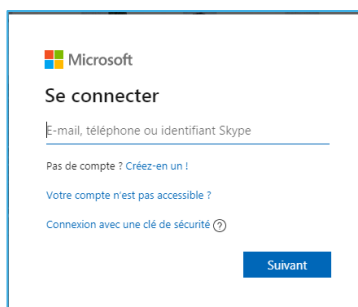 Microsoft
Se connecter
E-mail, téléphone ou identifiant Skype
Pas de compte ? Créez-en un !
Votre compte n'est pas accessible ?
Connexion avec une clé de sécurité ?
Suivant